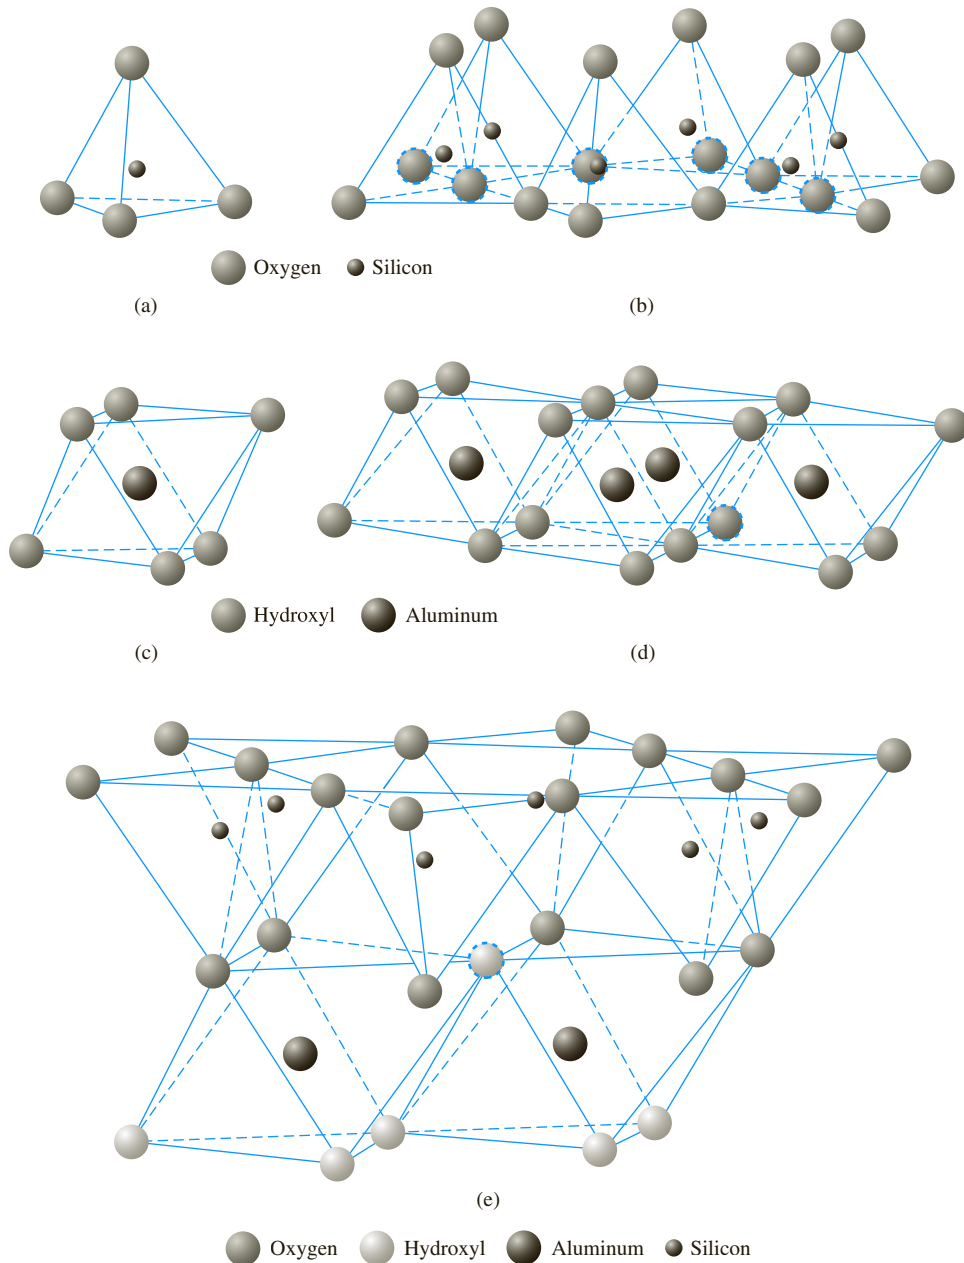 Oxygen Silicon
(a) (b)
Hydroxyl Aluminum
(c) (d)
(e)
Oxygen Hydroxyl Aluminum Silicon